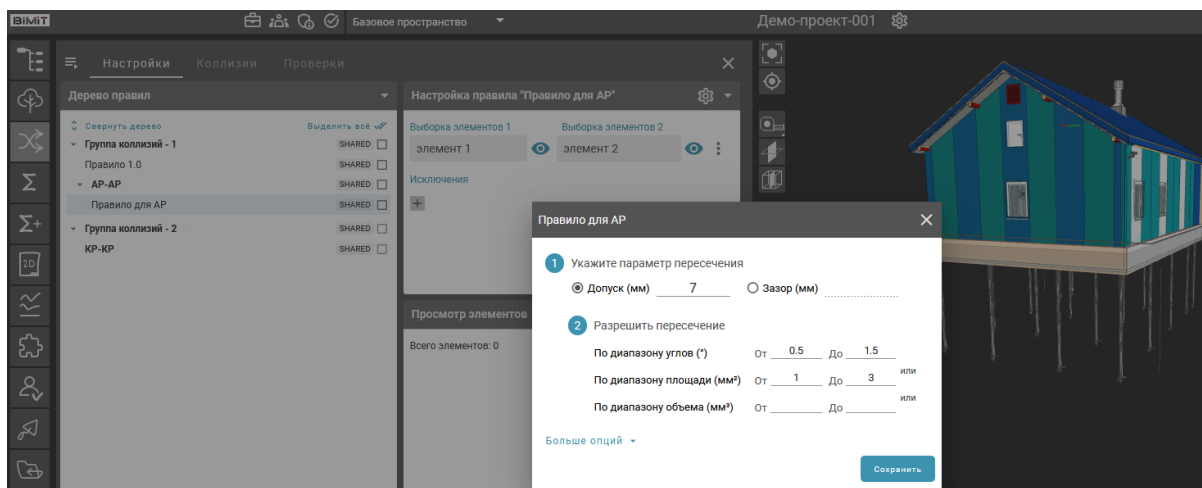 BIMiT
Базовое пространство
Демо-проект-001
Настройки Коллизии Проверки
Дерево правил
Свернуть дерево Выделить всё
Группа коллизий - 1 SHARED
Правило 1.0 SHARED
АР-АР SHARED
Правило для АР SHARED
Группа коллизий - 2 SHARED
КР-КР SHARED
Настройка правила "Правило для АР"
Выборка элементов 1 Выборка элементов 2
элемент 1 элемент 2
Исключения
Просмотр элементов
Всего элементов: 0
2D
Правило для АР
1 Укажите параметр пересечения
Допуск (мм) 7 Зазор (мм)
2 Разрешить пересечение
По диапазону углов (°) От 0.5 До 1.5
или
По диапазону площади (мм²) От 1 До 3
или
По диапазону объема (мм³) От До
Больше опций
Сохранить